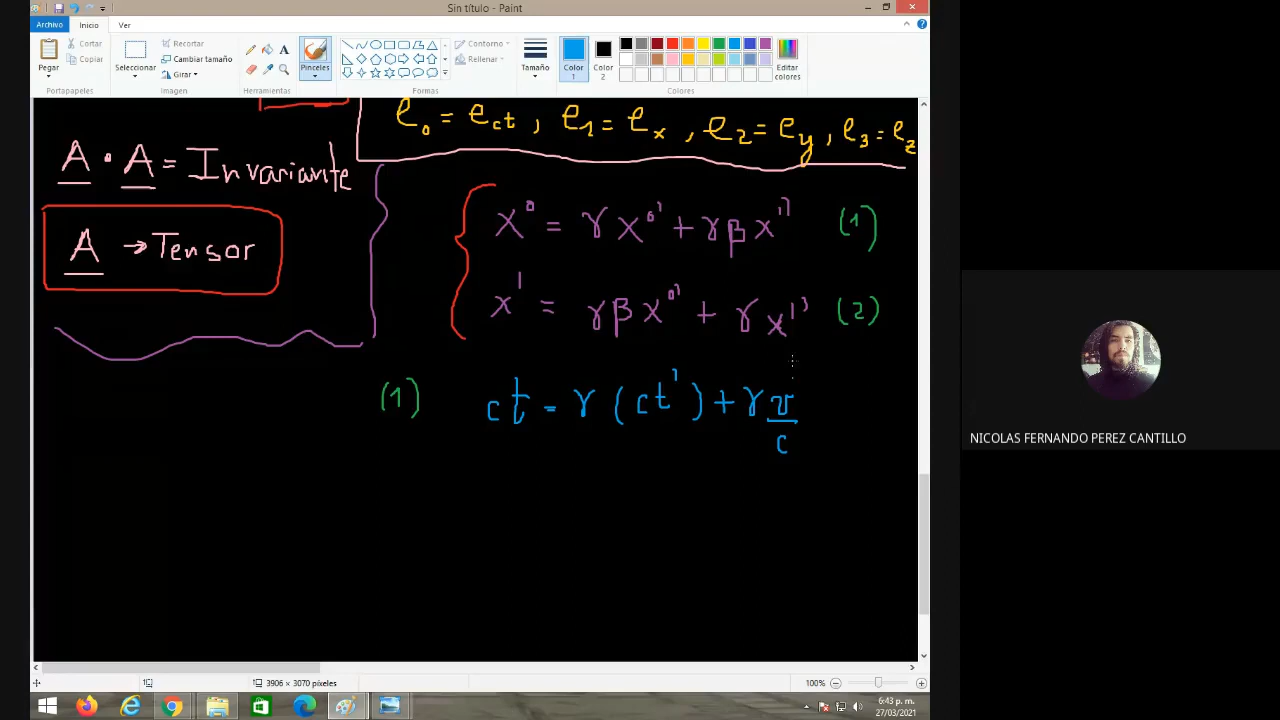 Sin título - Paint
Archivo Inicio Ver
Pegar
Cortar
Copiar
Seleccionar
Recortar
Cambiar tamaño
Girar
Pinceles
Contorno
Rellenar
Tamaño
Color 1
Color 2
Editar colores
Portapapeles Imagen Herramientas Formas Colores
e₀ = e_ct , e₁ = e_x , e₂ = e_y , e₃ = e_z
A · A = Invariante
A → Tensor
x⁰ = γ x⁰' + γβ x¹' (1)
x¹ = γβ x⁰' + γ x¹' (2)
(1) ct = γ (ct') + γ v/c
NICOLAS FERNANDO PEREZ CANTILLO
3906 × 3070 píxeles 100%
6:43 p. m.
27/03/2021